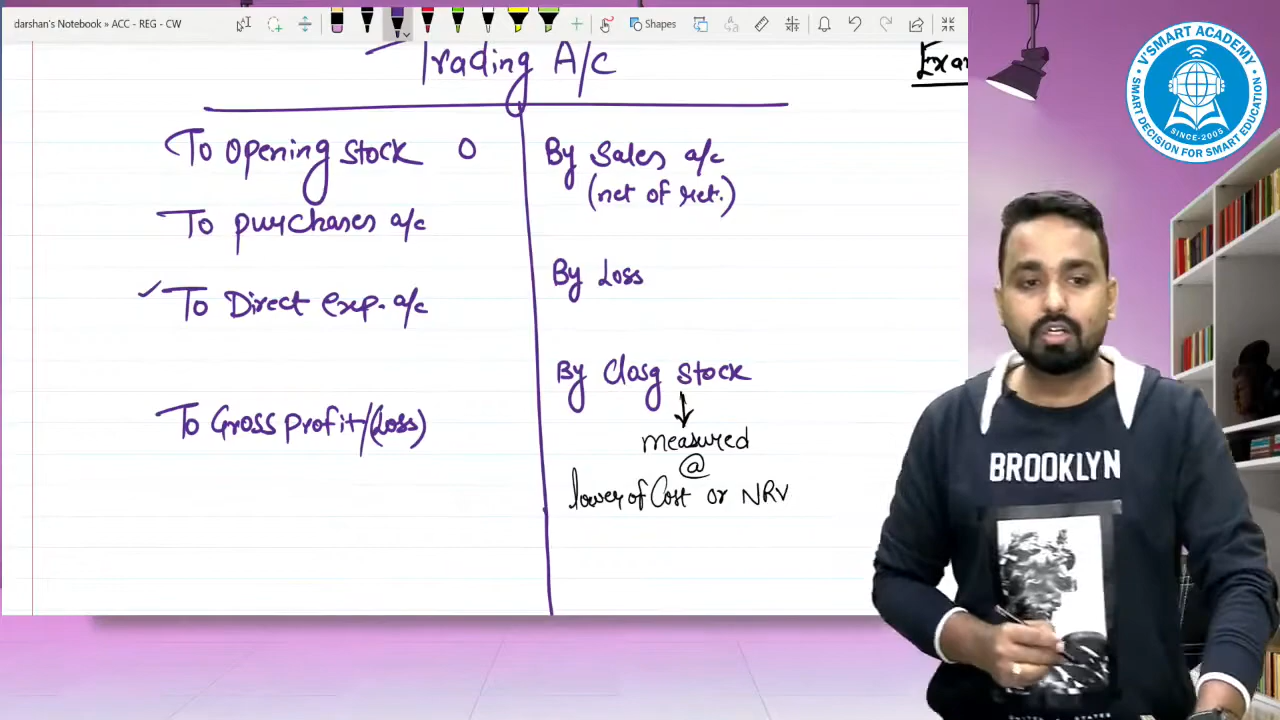 darshan's Notebook » ACC - REG - CW
Shapes
Trading A/c
Exam
To Opening stock 0
To purchases a/c
To Direct exp. a/c
To Gross profit/(Loss)
By Sales a/c
(net of ret.)
By Loss
By Closg stock
measured
@
lower of Cost or NRV
V'SMART ACADEMY
SINCE-2005
SMART DECISION FOR SMART EDUCATION
BROOKLYN